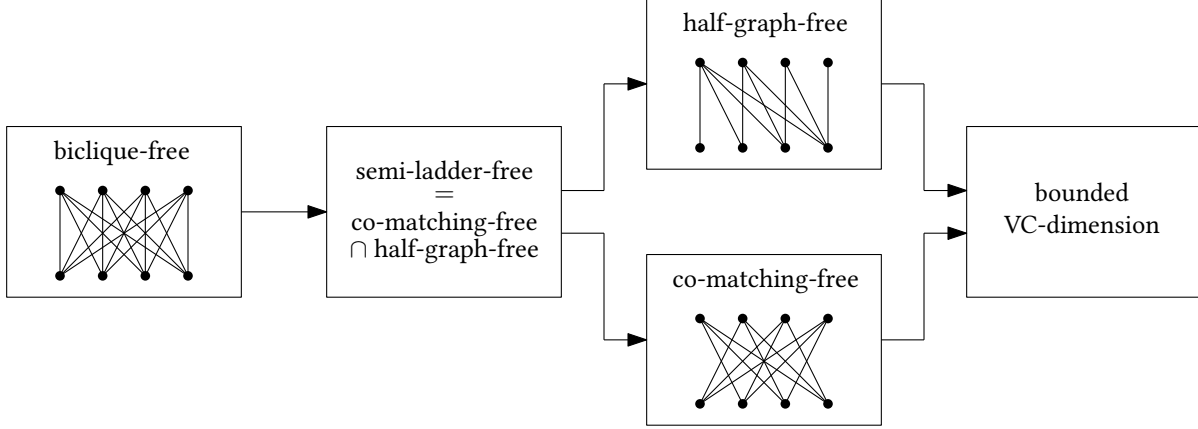 biclique-free
semi-ladder-free
=
co-matching-free
∩ half-graph-free
half-graph-free
co-matching-free
bounded
VC-dimension